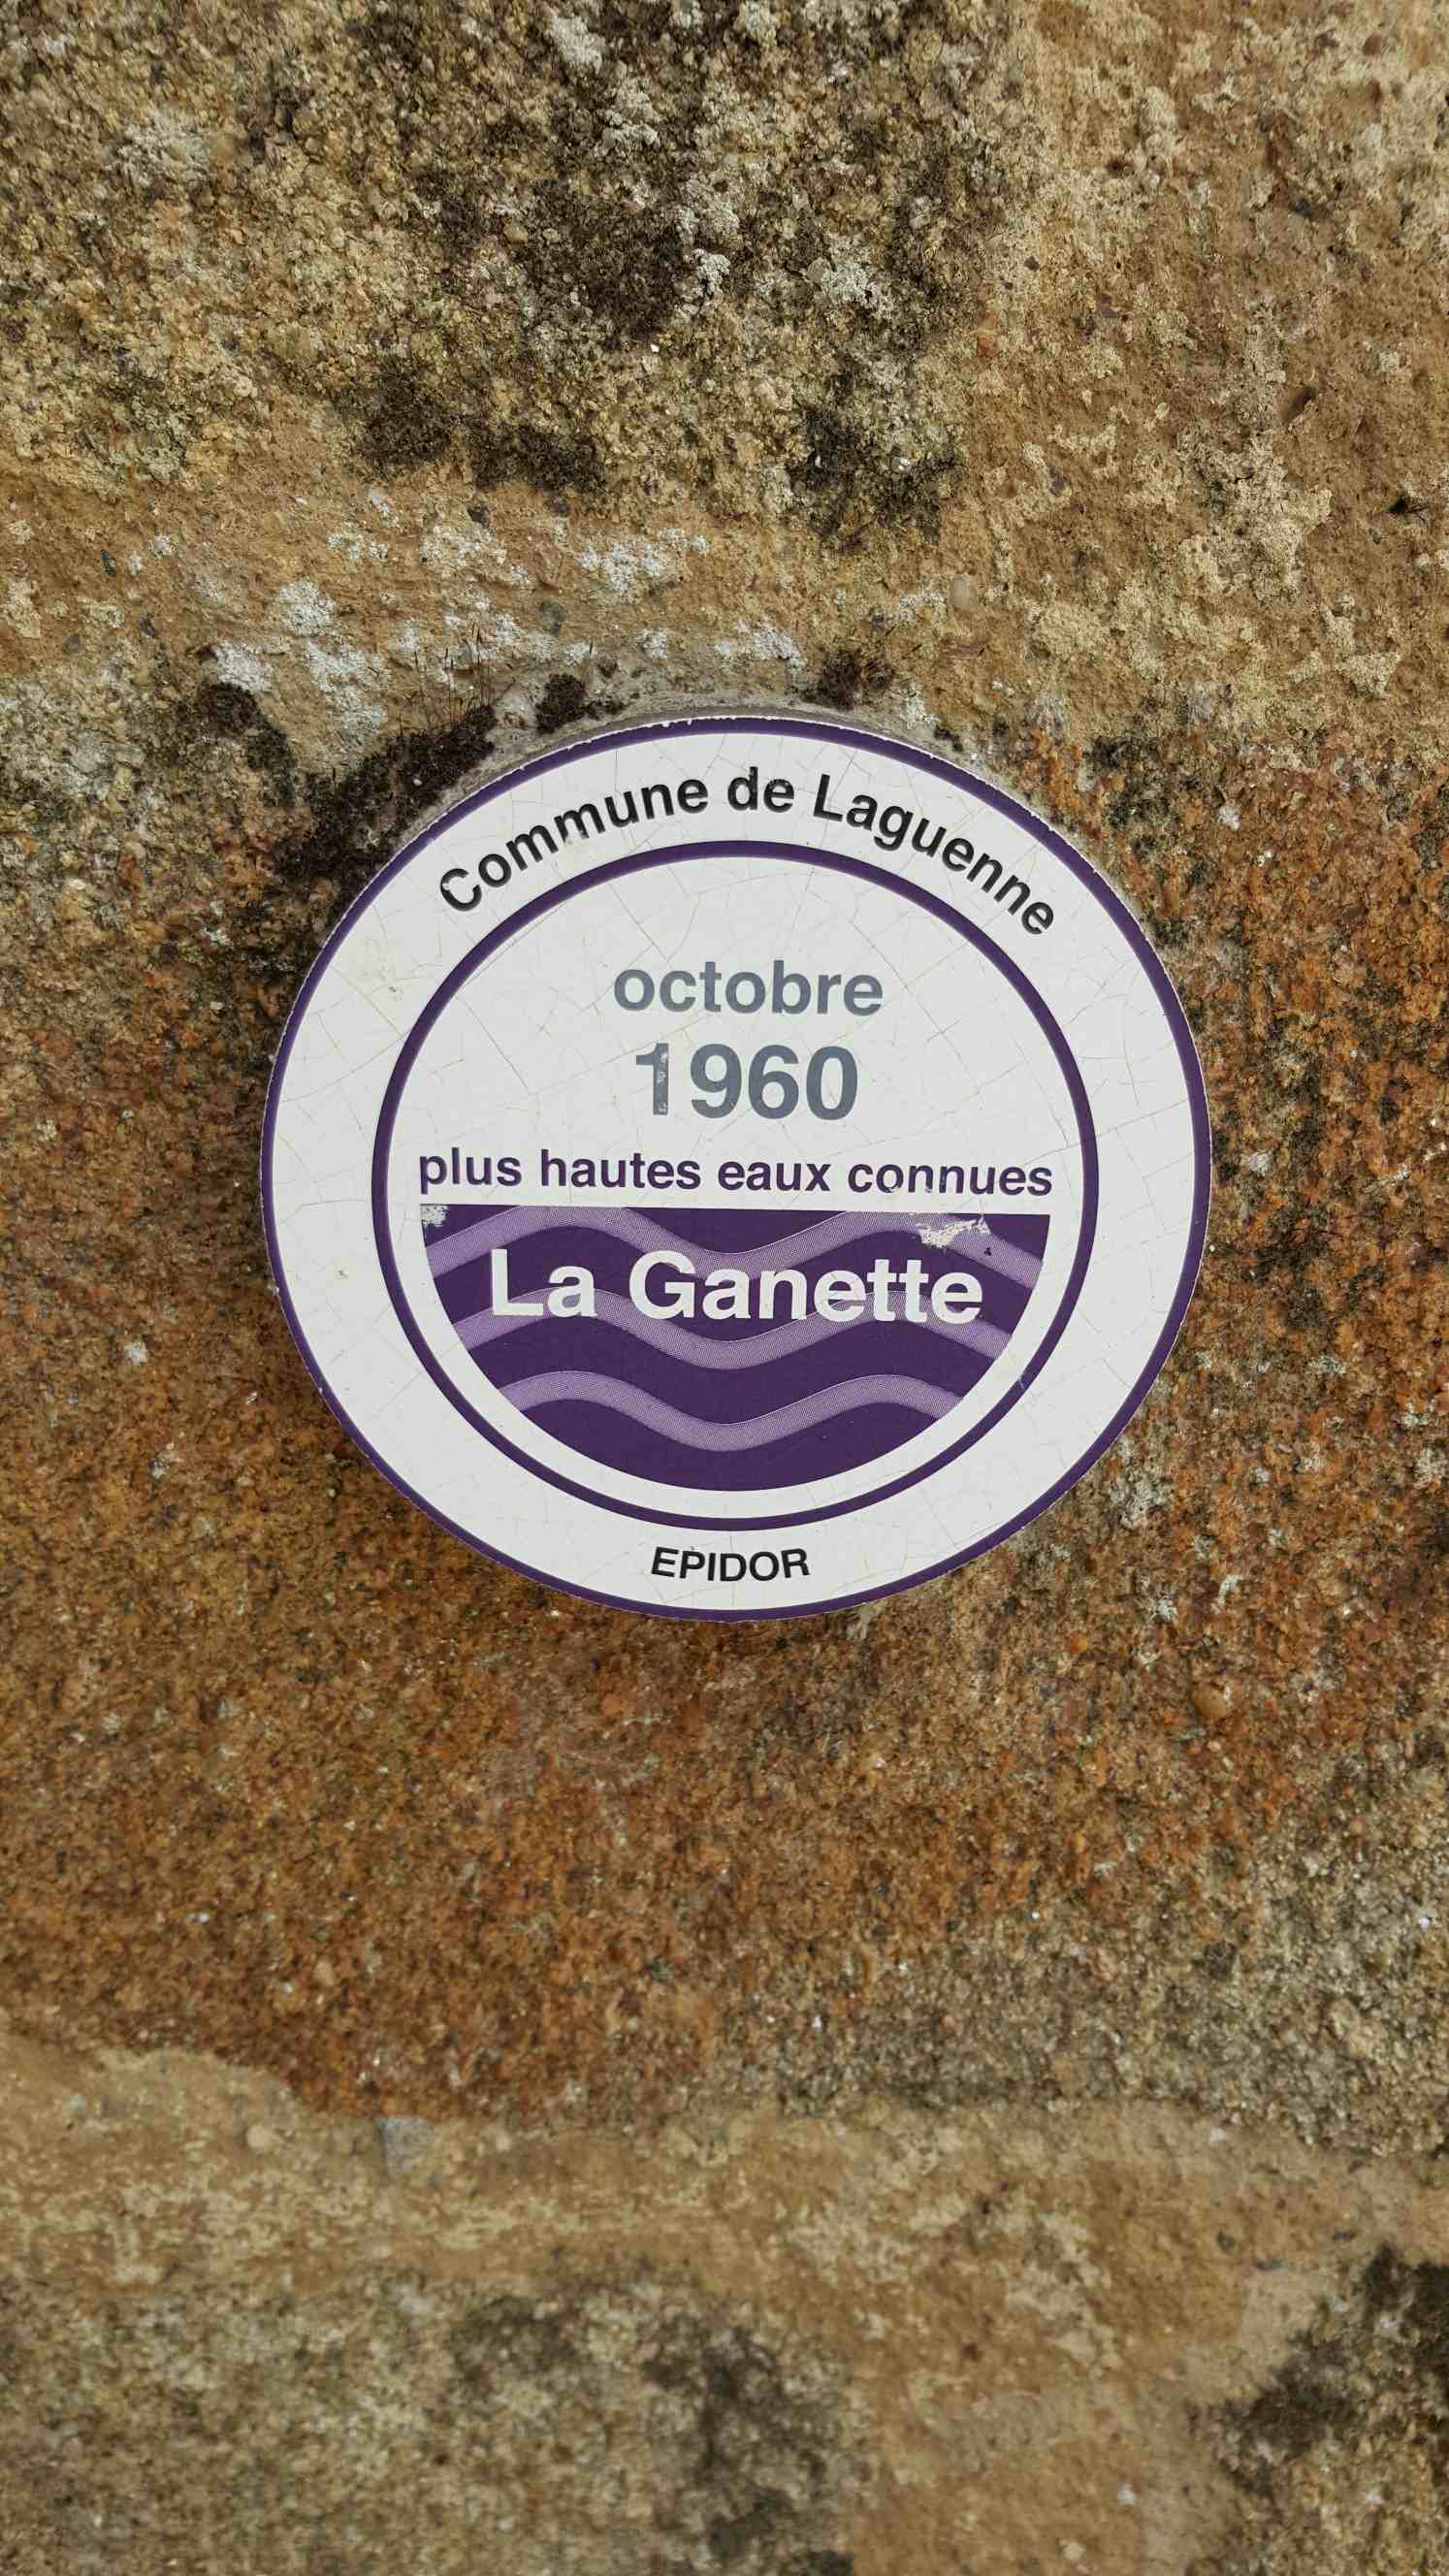 Commune de Laguenne
octobre
1960
plus hautes eaux connues
La Ganette
EPIDOR